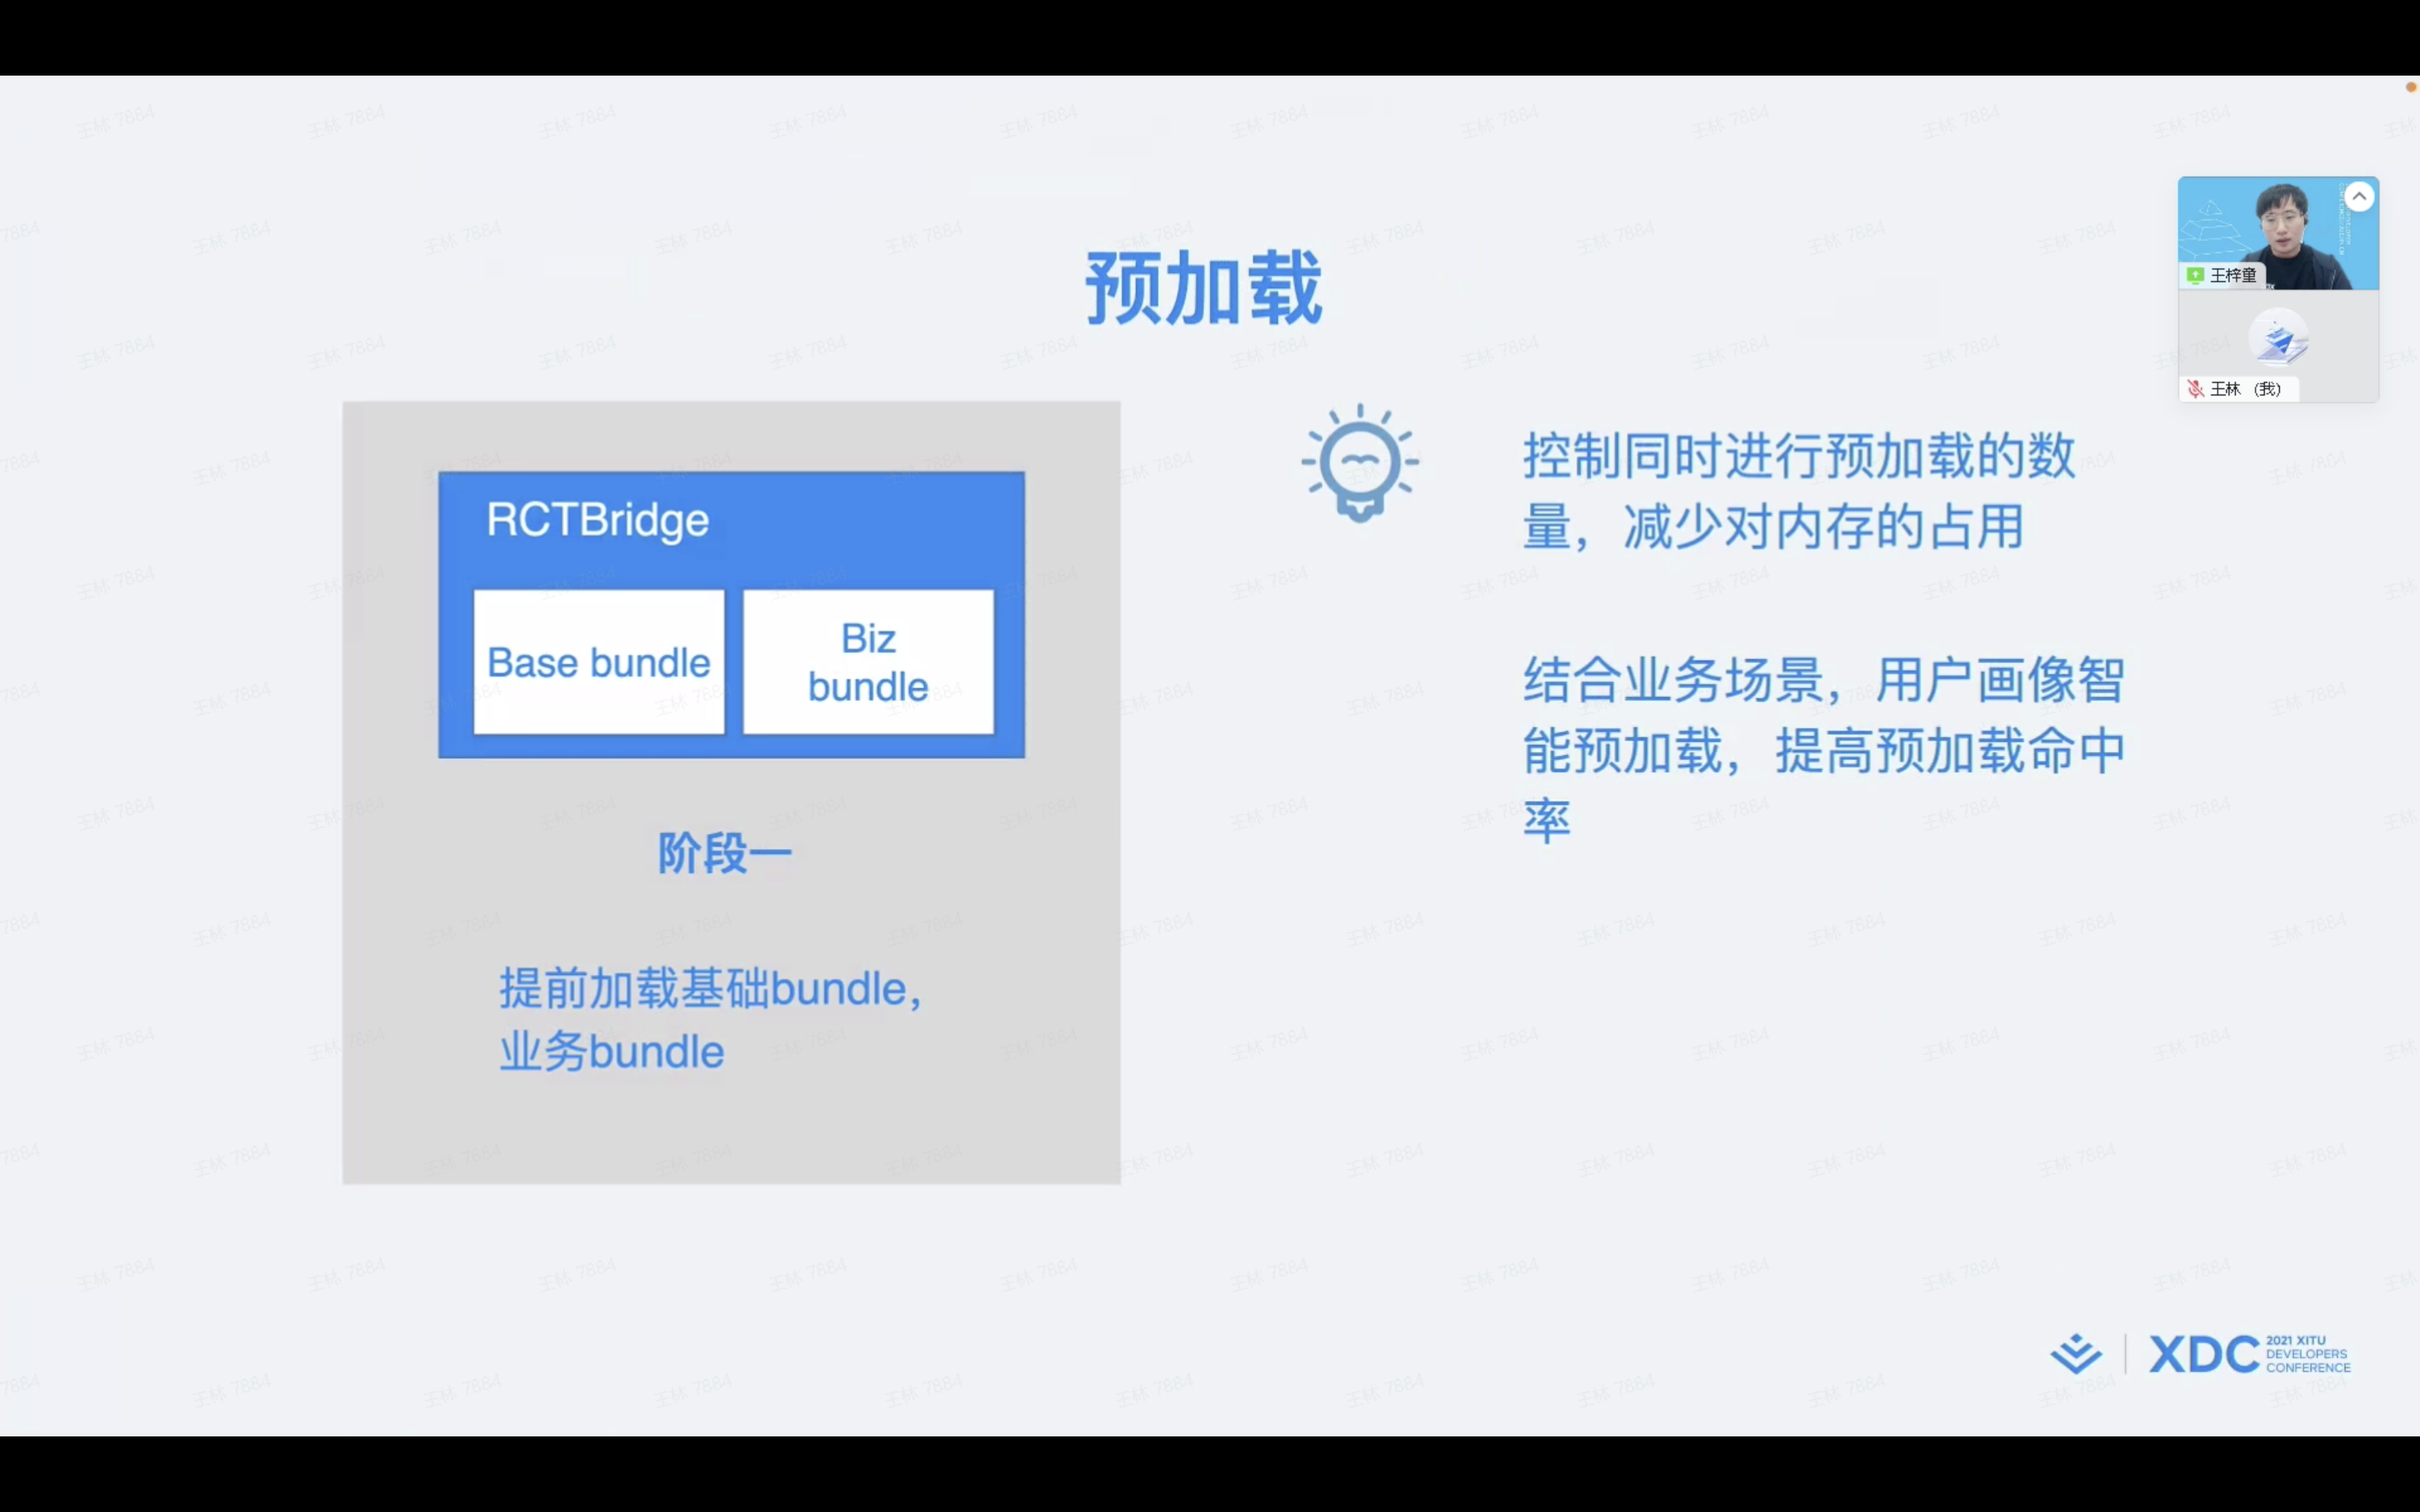 预加载
RCTBridge
Base bundle
Biz
bundle
阶段一
提前加载基础bundle,
业务bundle
控制同时进行预加载的数
量，减少对内存的占用
结合业务场景，用户画像智
能预加载，提高预加载命中
率
王梓童
王林 (我)
XDC
2021 XITU
DEVELOPERS
CONFERENCE
王林 7884